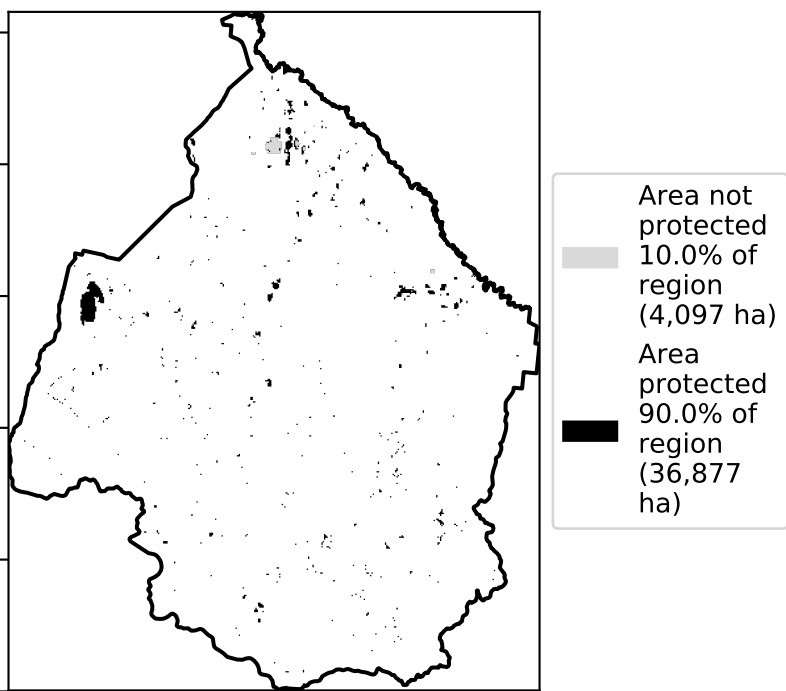 Area not
protected
10.0% of
region
(4,097 ha)
Area
protected
90.0% of
region
(36,877
ha)